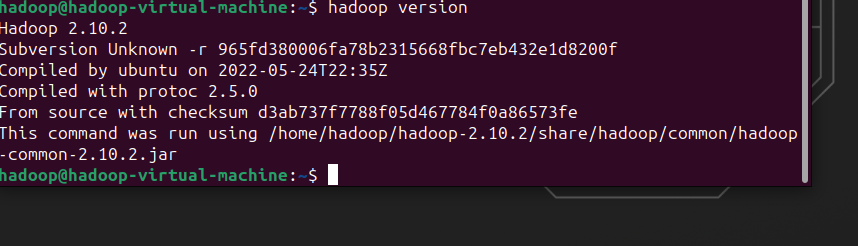 hadoop@hadoop-virtual-machine:~$ hadoop version
Hadoop 2.10.2
Subversion Unknown -r 965fd380006fa78b2315668fbc7eb432e1d8200f
Compiled by ubuntu on 2022-05-24T22:35Z
Compiled with protoc 2.5.0
From source with checksum d3ab737f7788f05d467784f0a86573fe
This command was run using /home/hadoop/hadoop-2.10.2/share/hadoop/common/hadoop
-common-2.10.2.jar
hadoop@hadoop-virtual-machine:~$